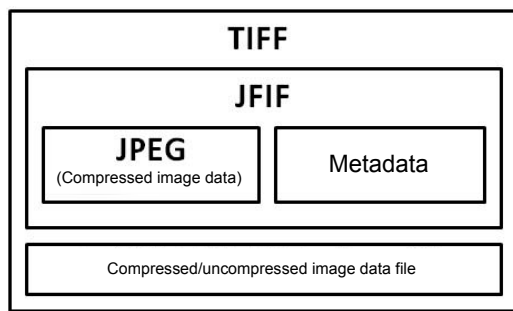 TIFF
JFIF
JPEG
(Compressed image data)
Metadata
Compressed/uncompressed image data file